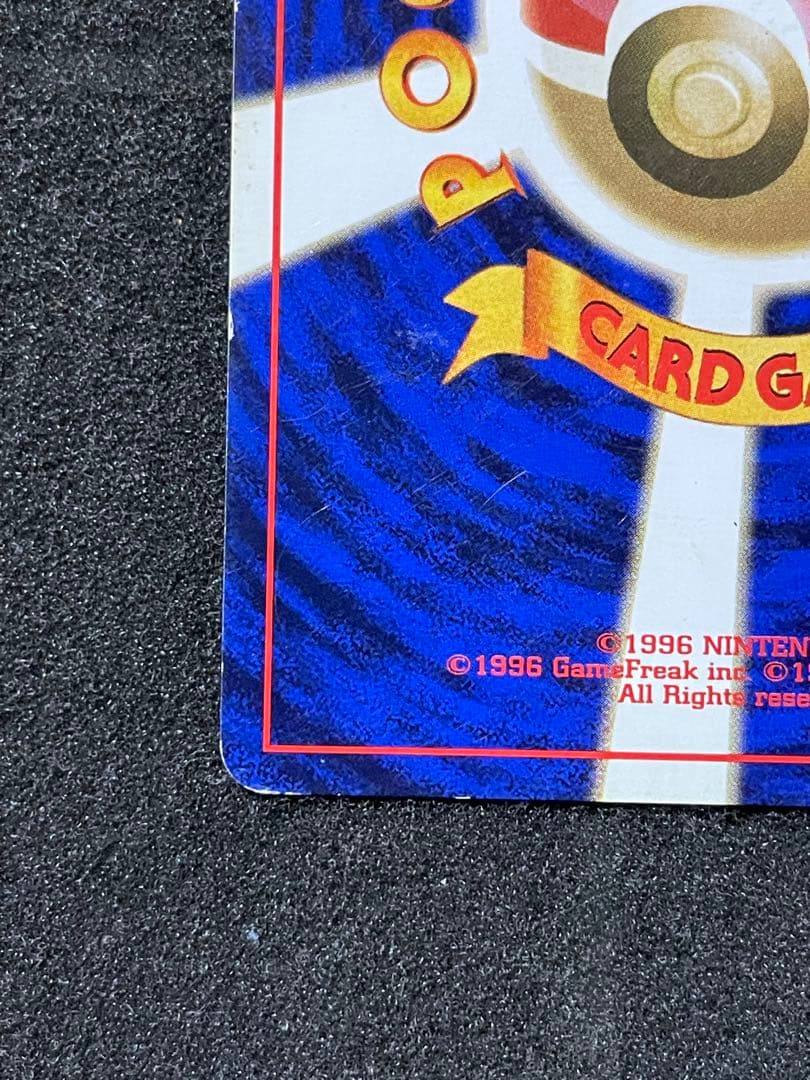 PO
CARD GA
©1996 NINTEN
©1996 GameFreak inc. ©1
All Rights rese